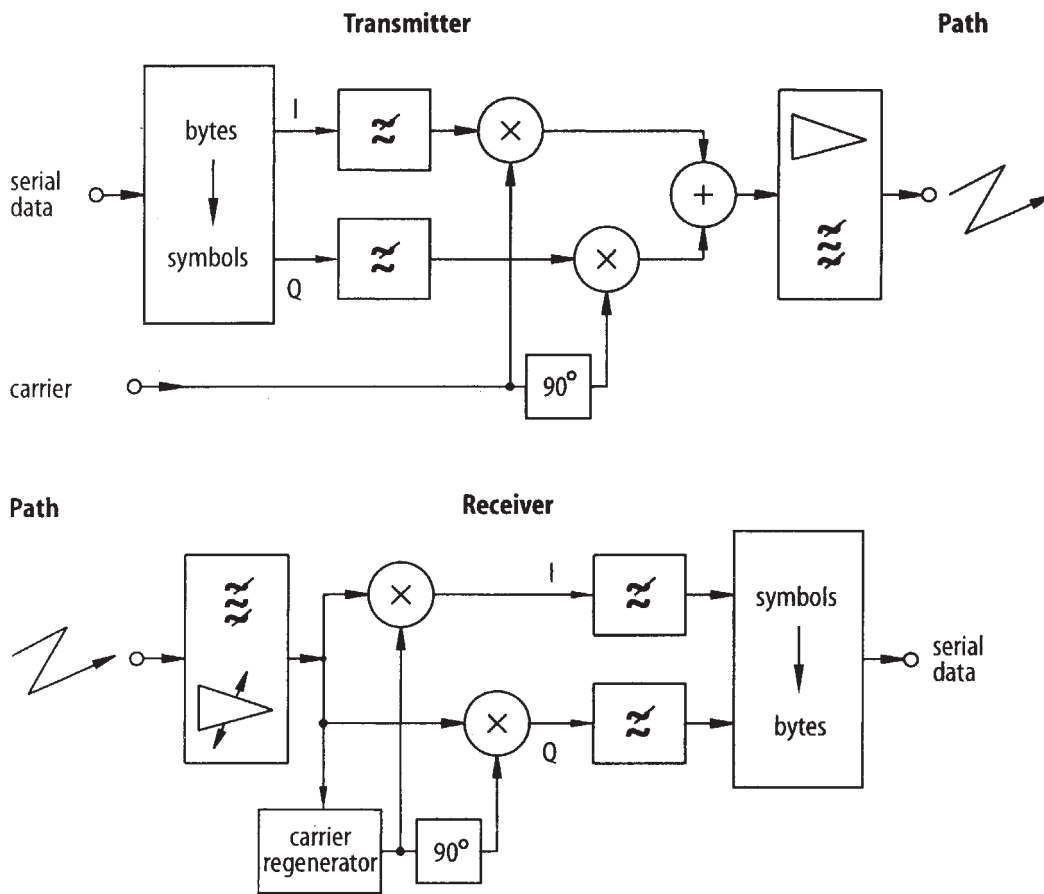 Transmitter
Path
bytes
symbols
serial
data
I
Q
×
×
+
carrier
90°
Path
Receiver
I
×
×
Q
symbols
bytes
serial
data
carrier
regenerator
90°